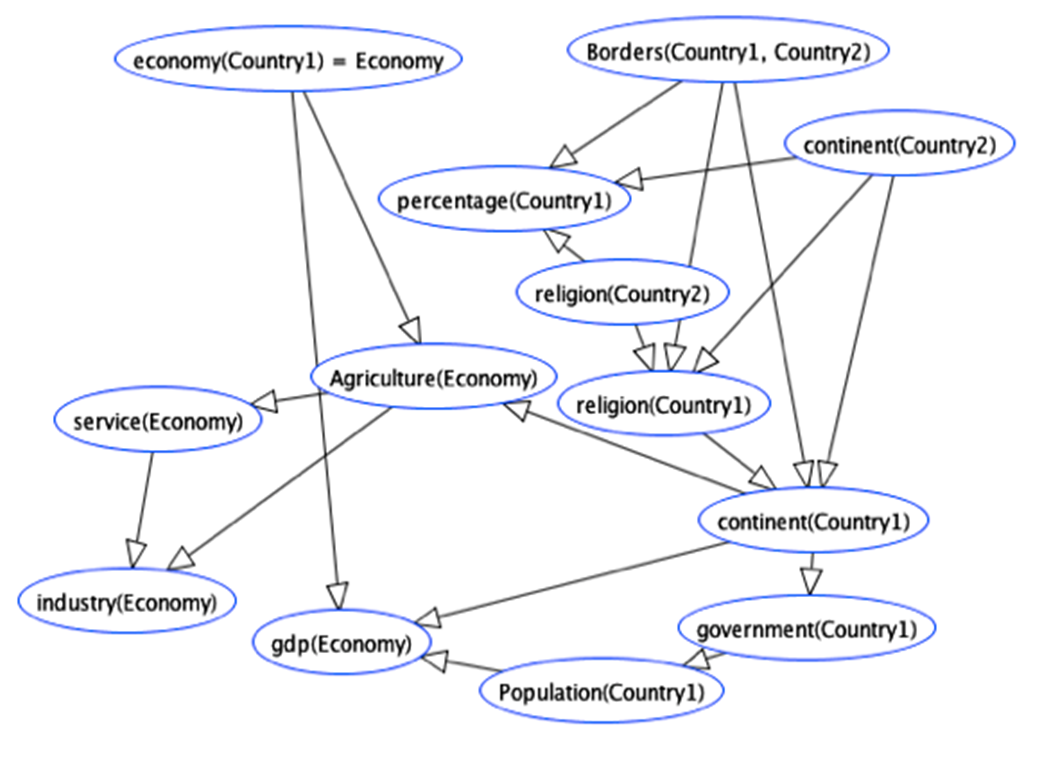 Borders(Country1, Country2)
economy(Country1) = Economy
continent(Country2)
percentage(Country1)
religion(Country2)
Agriculture(Economy)
religion(Country1)
service(Economy)
continent(Country1)
industry(Economy)
government(Country1)
gdp(Economy)
Population(Country1)